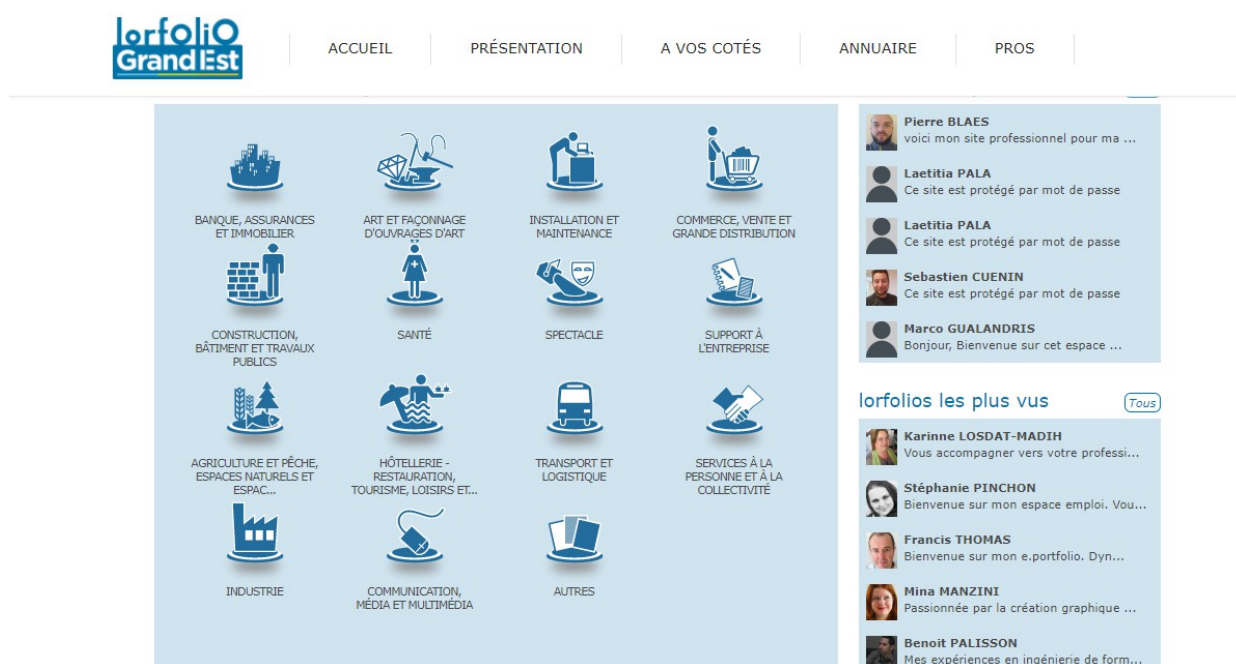 lorfoliO
Grand Est
ACCUEIL
PRÉSENTATION
A VOS COTÉS
ANNUAIRE
PROS
BANQUE, ASSURANCES
ET IMMOBILIER
ART ET FAÇONNAGE
D'OUVRAGES D'ART
INSTALLATION ET
MAINTENANCE
COMMERCE, VENTE ET
GRANDE DISTRIBUTION
CONSTRUCTION,
BÂTIMENT ET TRAVAUX
PUBLICS
SANTÉ
SPECTACLE
SUPPORT À
L'ENTREPRISE
AGRICULTURE ET PÊCHE,
ESPACES NATURELS ET
ESPAC...
HÔTELLERIE -
RESTAURATION,
TOURISME, LOISIRS ET...
TRANSPORT ET
LOGISTIQUE
SERVICES À LA
PERSONNE ET À LA
COLLECTIVITÉ
INDUSTRIE
COMMUNICATION,
MÉDIA ET MULTIMÉDIA
AUTRES
Pierre BLAES
voici mon site professionnel pour ma ...
Laetitia PALA
Ce site est protégé par mot de passe
Laetitia PALA
Ce site est protégé par mot de passe
Sebastien CUENIN
Ce site est protégé par mot de passe
Marco GUALANDRIS
Bonjour, Bienvenue sur cet espace ...
lorfolios les plus vus
Tous
Karinne LOSDAT-MADIH
Vous accompagner vers votre professi...
Stéphanie PINCHON
Bienvenue sur mon espace emploi. Vou...
Francis THOMAS
Bienvenue sur mon e.portfolio. Dyn...
Mina MANZINI
Passionnée par la création graphique ...
Benoit PALISSON
Mes expériences en ingénierie de form...